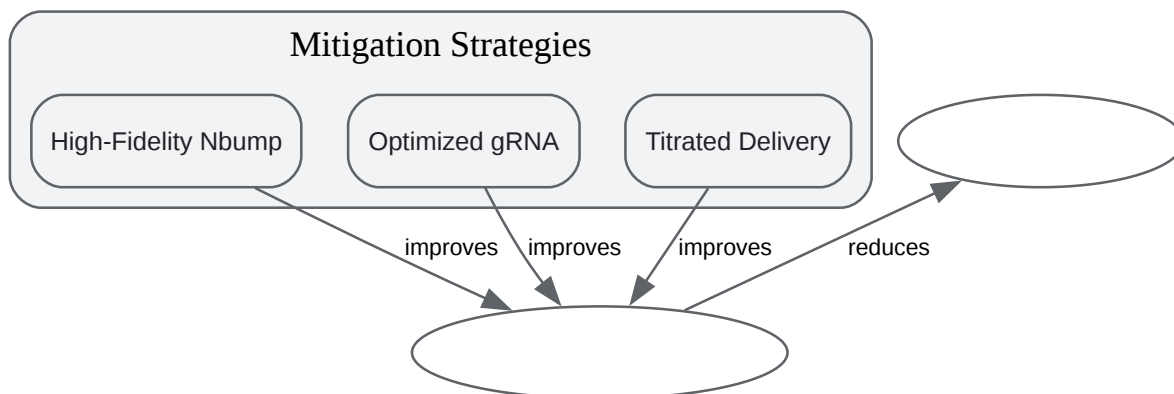 Mitigation Strategies
High-Fidelity Nbump
Optimized gRNA
Titrated Delivery
improves
improves
improves
reduces